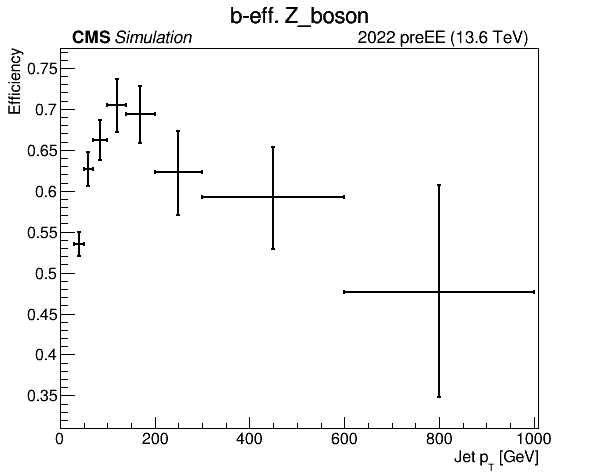 b-eff. Z_boson
CMS Simulation
2022 preEE (13.6 TeV)
Efficiency
0.75
0.7
0.65
0.6
0.55
0.5
0.45
0.4
0.35
0 200 400 600 800 1000
Jet p_T [GeV]